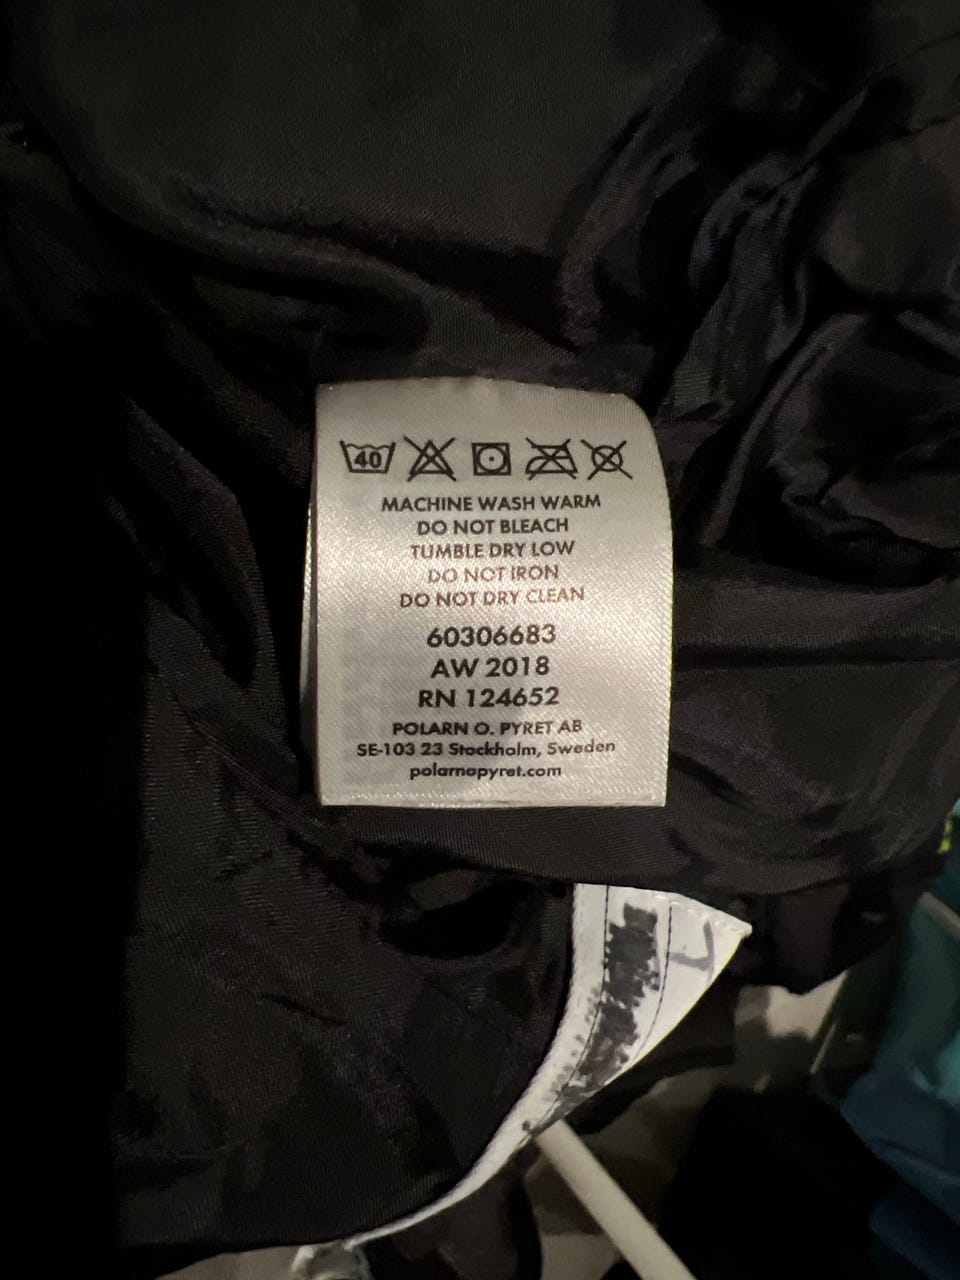 40
MACHINE WASH WARM
DO NOT BLEACH
TUMBLE DRY LOW
DO NOT IRON
DO NOT DRY CLEAN
60306683
AW 2018
RN 124652
POLARN O. PYRET AB
SE-103 23 Stockholm, Sweden
polarnopyret.com